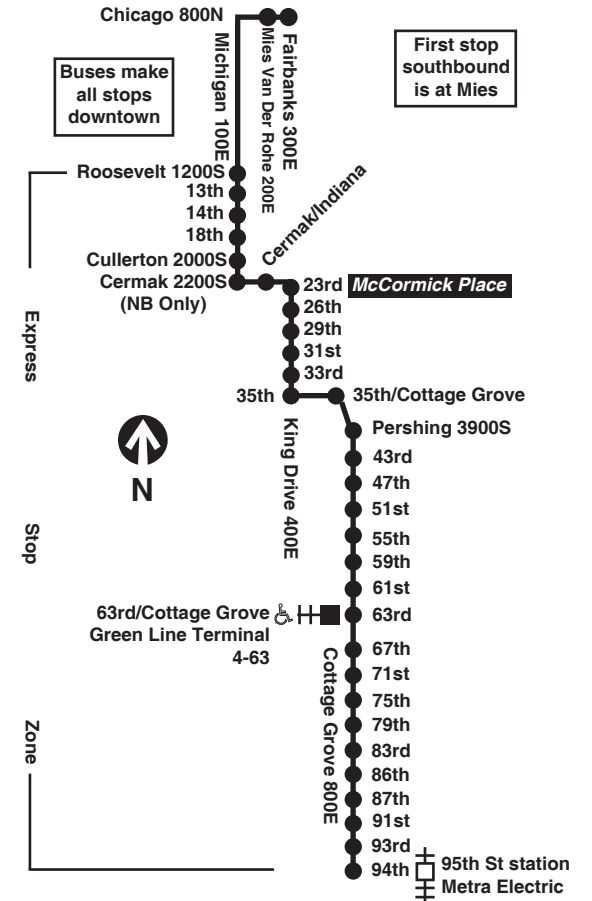 Chicago 800N
Fairbanks 300E
Mies Van Der Rohe 200E
Michigan 100E
First stop
southbound
is at Mies
Buses make
all stops
downtown
Roosevelt 1200S
13th
14th
18th
Cullerton 2000S
Cermak 2200S
(NB Only)
Cermak/Indiana
23rd McCormick Place
26th
29th
31st
33rd
35th
35th/Cottage Grove
King Drive 400E
Express
Stop
Zone
N
Pershing 3900S
43rd
47th
51st
55th
59th
61st
63rd
63rd/Cottage Grove
Green Line Terminal
4-63
67th
71st
75th
79th
83rd
86th
87th
91st
93rd
94th
Cottage Grove 800E
95th St station
Metra Electric